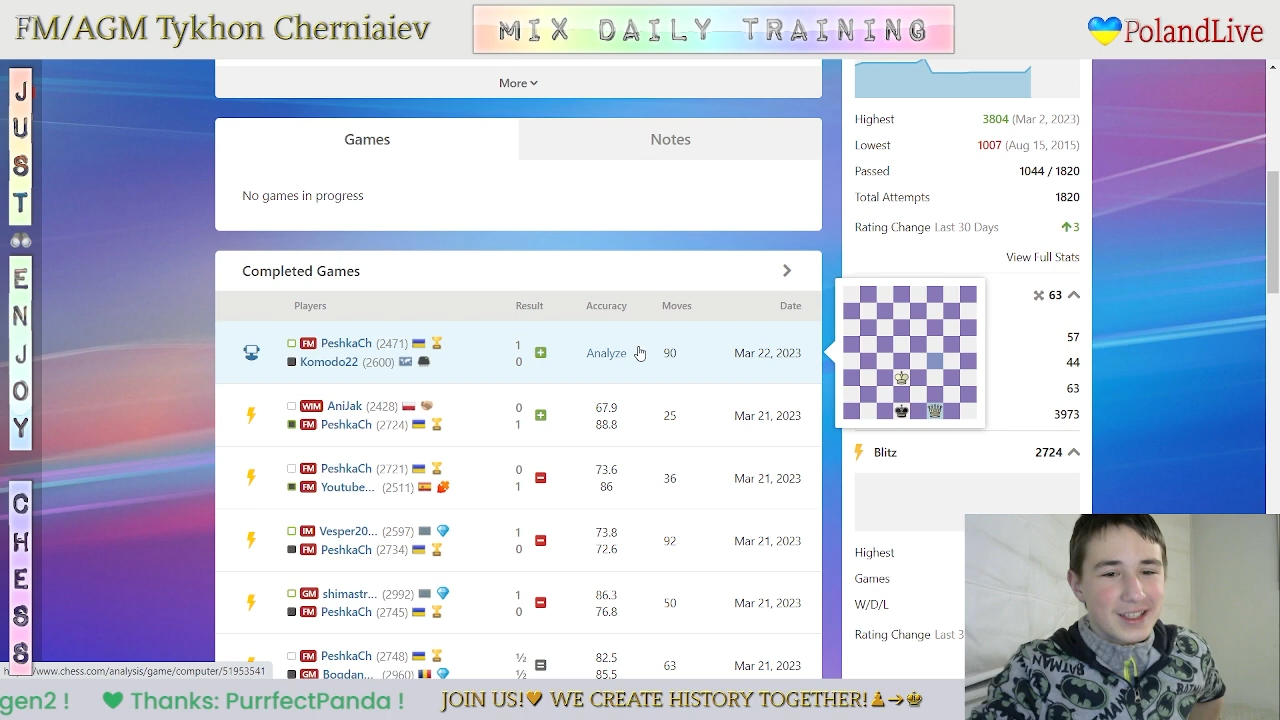 FM/AGM Tykhon Cherniaiev
MIX DAILY TRAINING
PolandLive
JUST
ENJOY
CHESS
More
Games
Notes
No games in progress
Completed Games
Players Result Accuracy Moves Date
FM PeshkaCh (2471) 1
Komodo22 (2600) 0
Analyze 90 Mar 22, 2023
WIM AniJak (2428) 0 67.9
FM PeshkaCh (2724) 1 88.8
25 Mar 21, 2023
FM PeshkaCh (2721) 0 73.6
FM Youtube... (2511) 1 86
36 Mar 21, 2023
IM Vesper20... (2597) 1 73.8
FM PeshkaCh (2734) 0 72.6
92 Mar 21, 2023
GM shimastr... (2992) 1 86.3
FM PeshkaCh (2745) 0 76.8
50 Mar 21, 2023
FM PeshkaCh (2748) ½ 82.5
GM Bogdan... (2960) ½ 85.5
63 Mar 21, 2023
Highest 3804 (Mar 2, 2023)
Lowest 1007 (Aug 15, 2015)
Passed 1044 / 1820
Total Attempts 1820
Rating Change Last 30 Days 3
View Full Stats
63
57
44
63
3973
Blitz 2724
Highest
Games
W/D/L
Rating Change Last 3
www.chess.com/analysis/game/computer/51953541
BATMAN
gen2 ! Thanks: PurrfectPanda !
JOIN US! WE CREATE HISTORY TOGETHER!